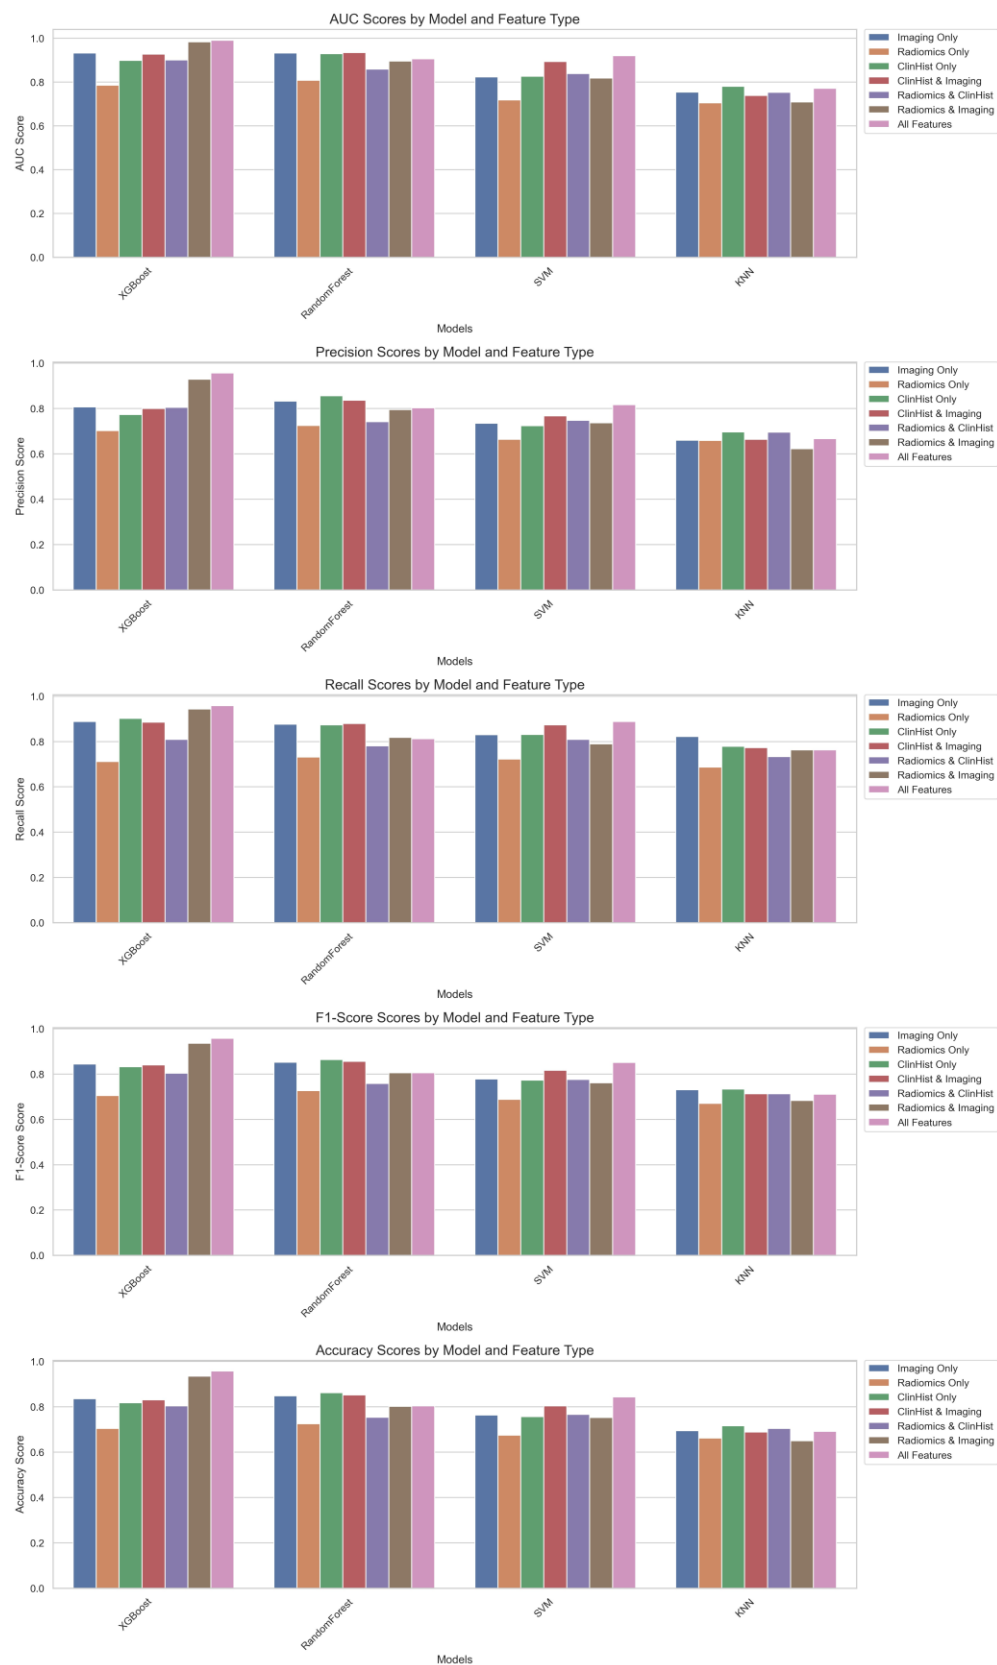 AUC Scores by Model and Feature Type
1.0
0.8
0.6
0.4
0.2
0.0
AUC Score
XGBoost
RandomForest
SVM
KNN
Models
Imaging Only
Radiomics Only
ClinHist Only
ClinHist & Imaging
Radiomics & ClinHist
Radiomics & Imaging
All Features
Precision Scores by Model and Feature Type
1.0
0.8
0.6
0.4
0.2
0.0
Precision Score
XGBoost
RandomForest
SVM
KNN
Models
Imaging Only
Radiomics Only
ClinHist Only
ClinHist & Imaging
Radiomics & ClinHist
Radiomics & Imaging
All Features
Recall Scores by Model and Feature Type
1.0
0.8
0.6
0.4
0.2
0.0
Recall Score
XGBoost
RandomForest
SVM
KNN
Models
Imaging Only
Radiomics Only
ClinHist Only
ClinHist & Imaging
Radiomics & ClinHist
Radiomics & Imaging
All Features
F1-Score Scores by Model and Feature Type
1.0
0.8
0.6
0.4
0.2
0.0
F1-Score Score
XGBoost
RandomForest
SVM
KNN
Models
Imaging Only
Radiomics Only
ClinHist Only
ClinHist & Imaging
Radiomics & ClinHist
Radiomics & Imaging
All Features
Accuracy Scores by Model and Feature Type
1.0
0.8
0.6
0.4
0.2
0.0
Accuracy Score
XGBoost
RandomForest
SVM
KNN
Models
Imaging Only
Radiomics Only
ClinHist Only
ClinHist & Imaging
Radiomics & ClinHist
Radiomics & Imaging
All Features